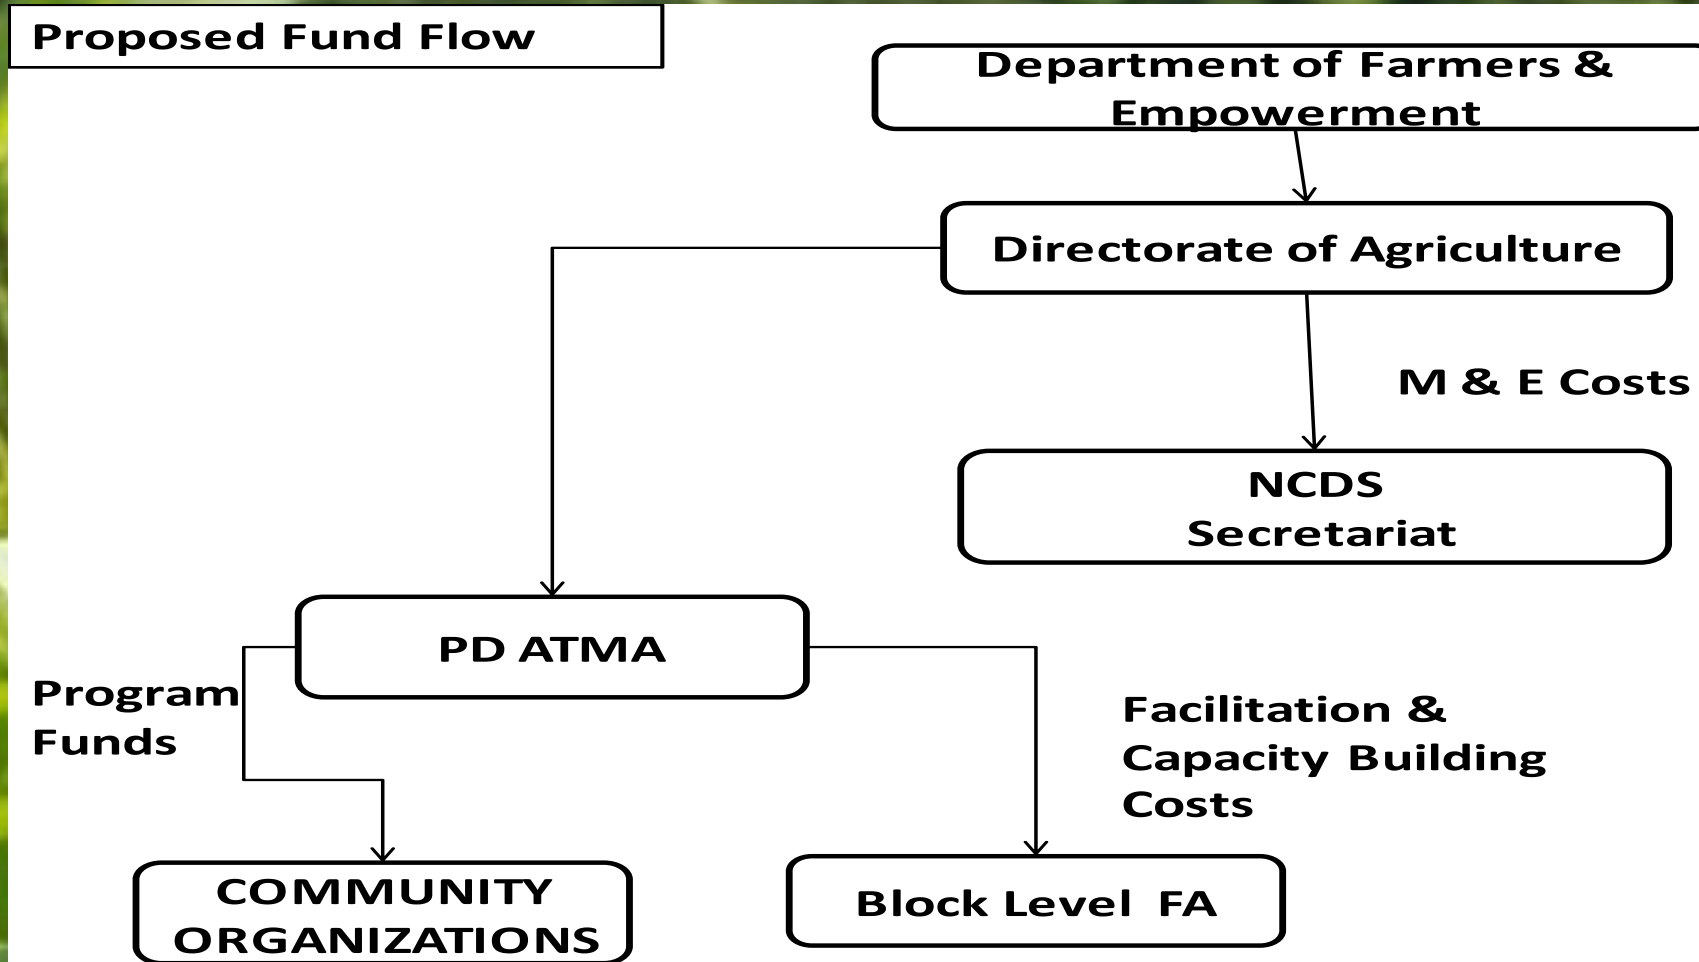 Proposed Fund Flow
Department of Farmers &
Empowerment
Directorate of Agriculture
M & E Costs
NCDS
Secretariat
PD ATMA
Program
Funds
Facilitation &
Capacity Building
Costs
COMMUNITY
ORGANIZATIONS
Block Level FA